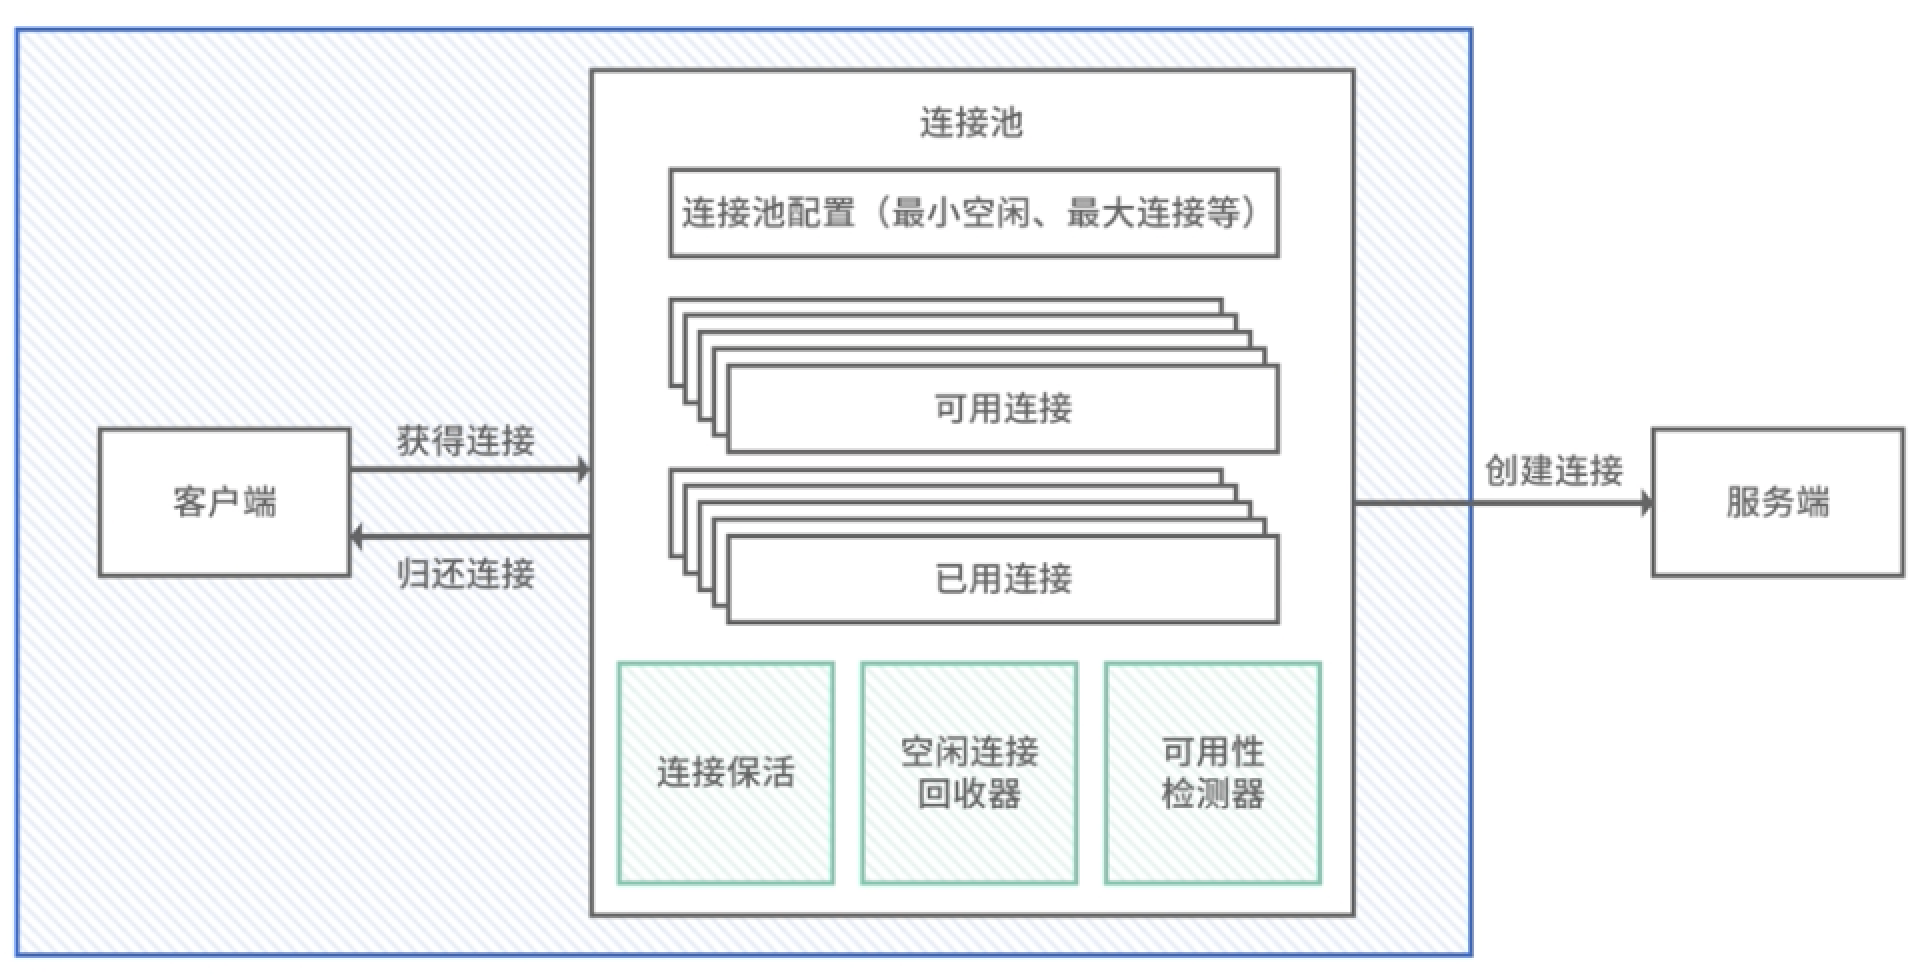 连接池
连接池配置（最小空闲、最大连接等）
可用连接
获得连接
客户端
归还连接
已用连接
创建连接
服务端
连接保活
空闲连接
回收器
可用性
检测器